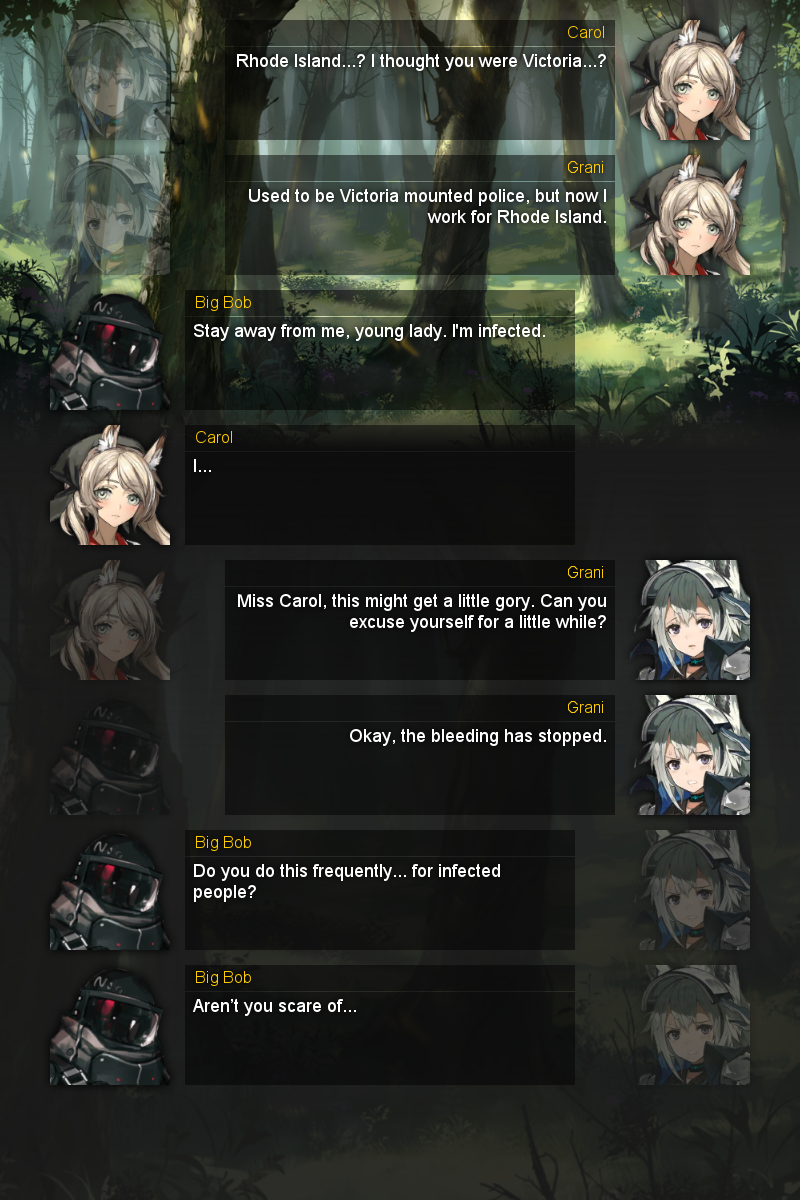 Carol
Rhode Island...? I thought you were Victoria...?
Grani
Used to be Victoria mounted police, but now I
work for Rhode Island.
Big Bob
Stay away from me, young lady. I'm infected.
Carol
I...
Grani
Miss Carol, this might get a little gory. Can you
excuse yourself for a little while?
Grani
Okay, the bleeding has stopped.
Big Bob
Do you do this frequently... for infected
people?
Big Bob
Aren't you scare of...